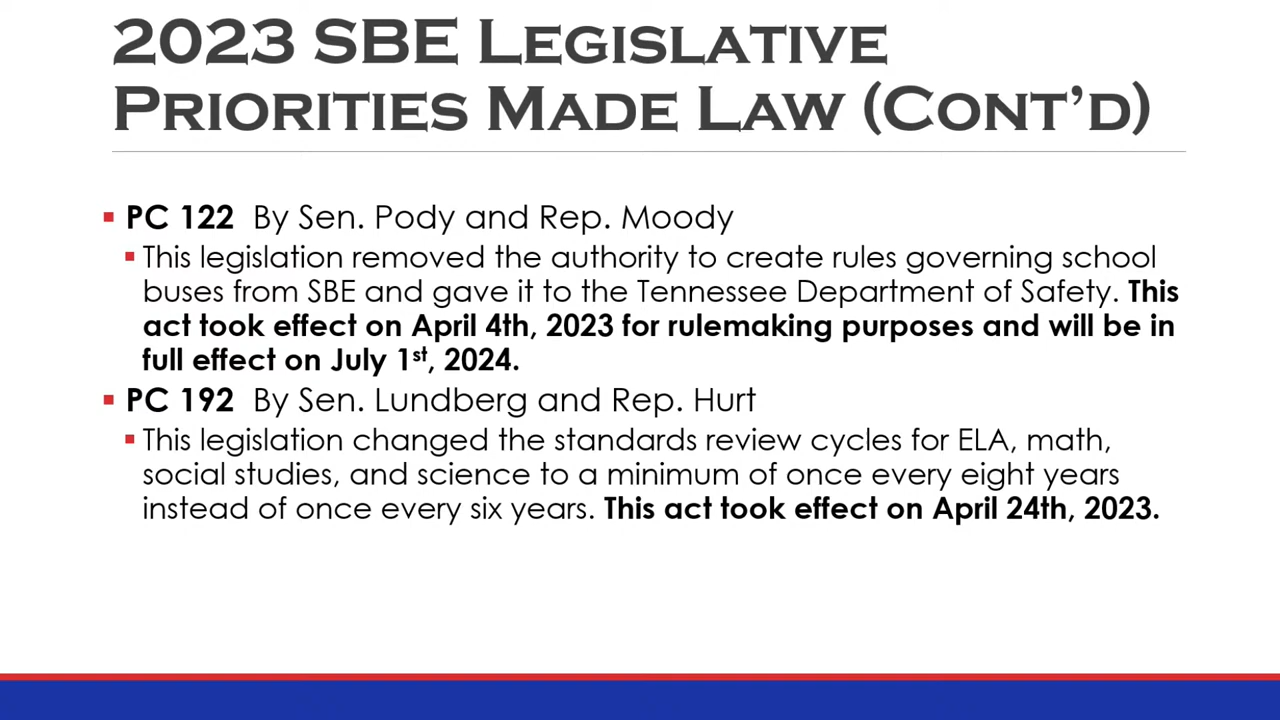 2023 SBE Legislative
Priorities Made Law (Cont’d)
▪ PC 122 By Sen. Pody and Rep. Moody
▪ This legislation removed the authority to create rules governing school
buses from SBE and gave it to the Tennessee Department of Safety. This
act took effect on April 4th, 2023 for rulemaking purposes and will be in
full effect on July 1st, 2024.
▪ PC 192 By Sen. Lundberg and Rep. Hurt
▪ This legislation changed the standards review cycles for ELA, math,
social studies, and science to a minimum of once every eight years
instead of once every six years. This act took effect on April 24th, 2023.